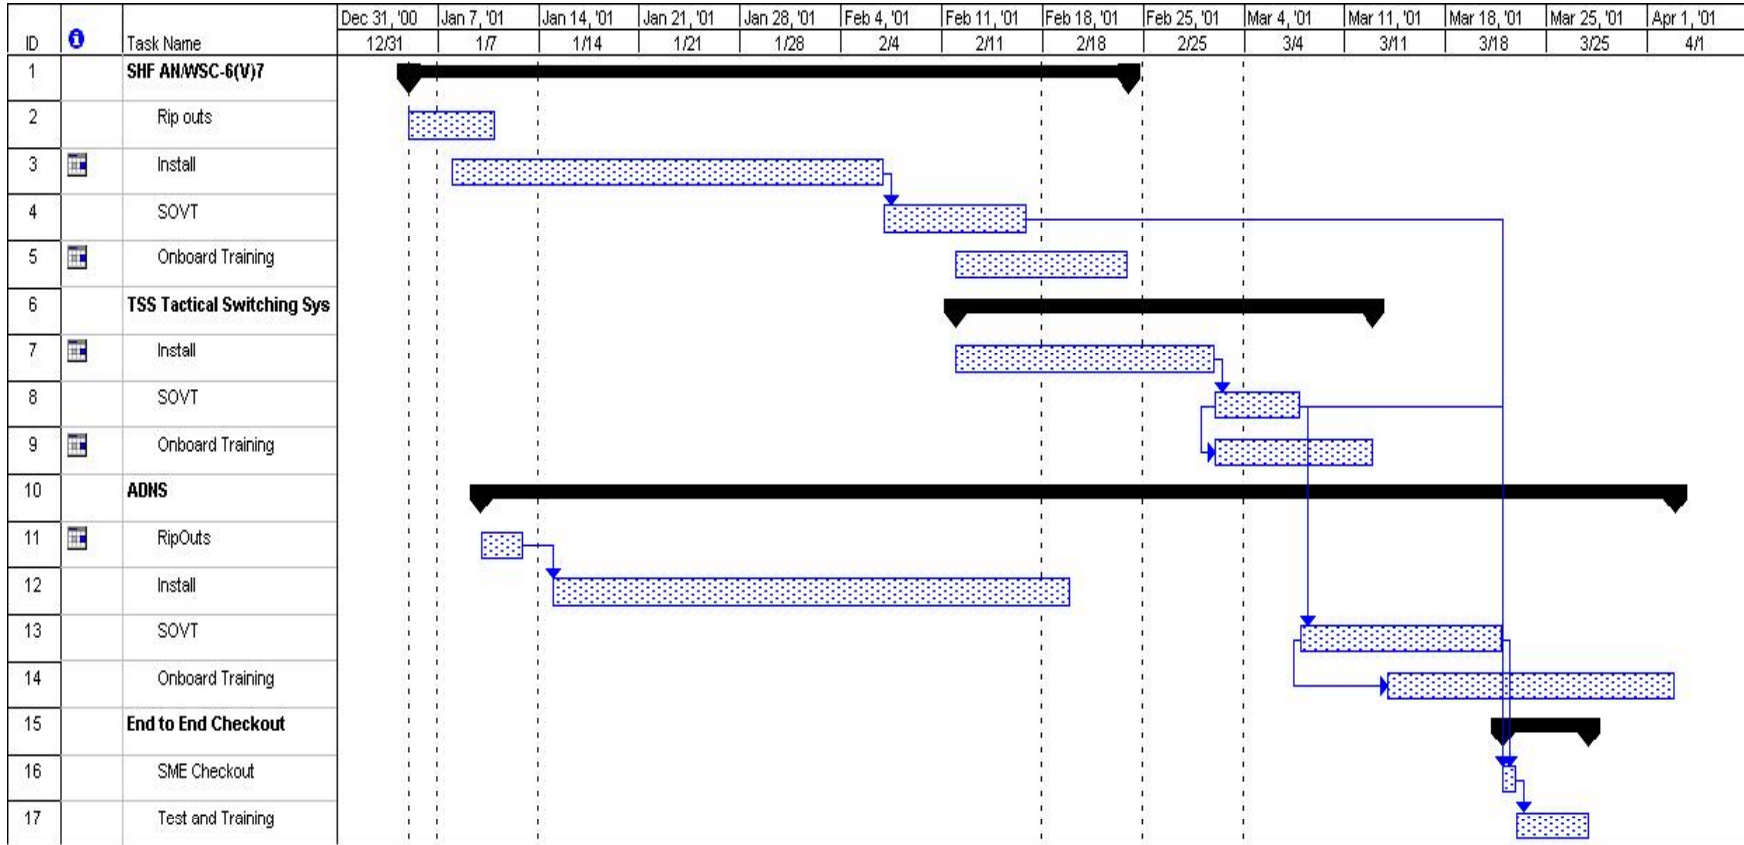 Dec 31, '00 Jan 7, '01 Jan 14, '01 Jan 21, '01 Jan 28, '01 Feb 4, '01 Feb 11, '01 Feb 18, '01 Feb 25, '01 Mar 4, '01 Mar 11, '01 Mar 18, '01 Mar 25, '01 Apr 1, '01
ID Task Name 12/31 1/7 1/14 1/21 1/28 2/4 2/11 2/18 2/25 3/4 3/11 3/18 3/25 4/1
1 SHF AN/WSC-6(V)7
2 Rip outs
3 Install
4 SOVT
5 Onboard Training
6 TSS Tactical Switching Sys
7 Install
8 SOVT
9 Onboard Training
10 ADNS
11 RipOuts
12 Install
13 SOVT
14 Onboard Training
15 End to End Checkout
16 SME Checkout
17 Test and Training